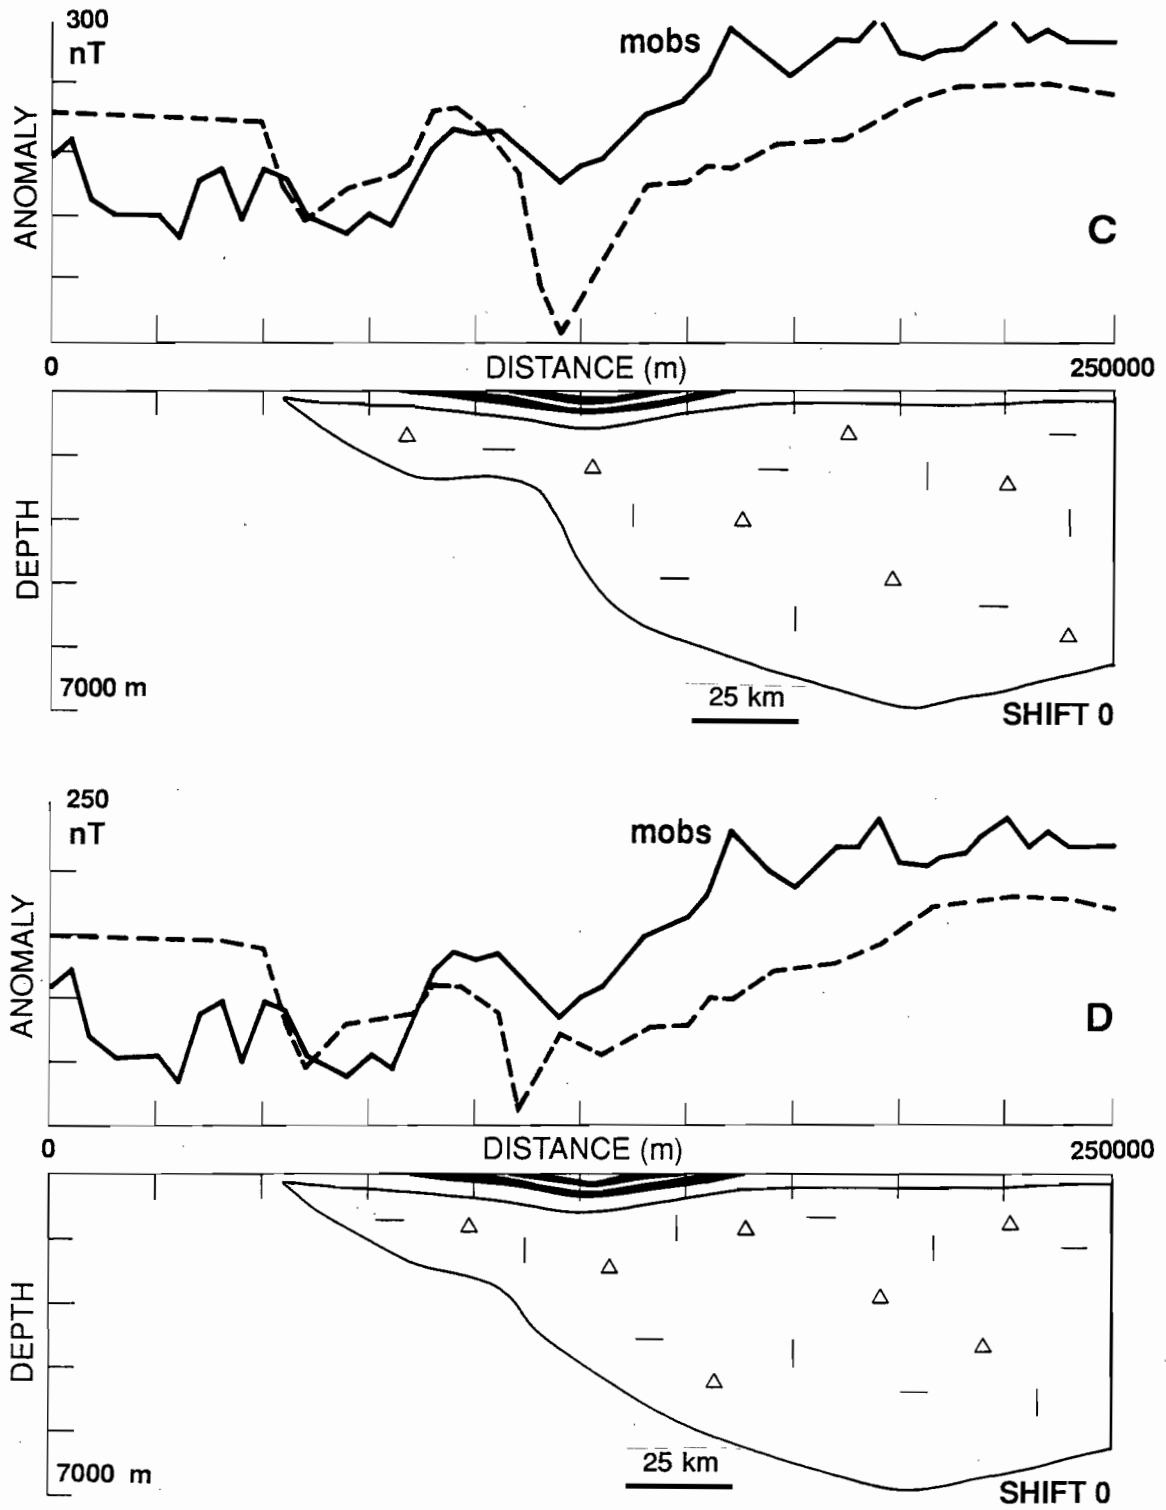 300
nT
mobs
ANOMALY
C
0 DISTANCE (m) 250000
DEPTH
7000 m
25 km
SHIFT 0
250
nT
mobs
ANOMALY
D
0 DISTANCE (m) 250000
DEPTH
7000 m
25 km
SHIFT 0